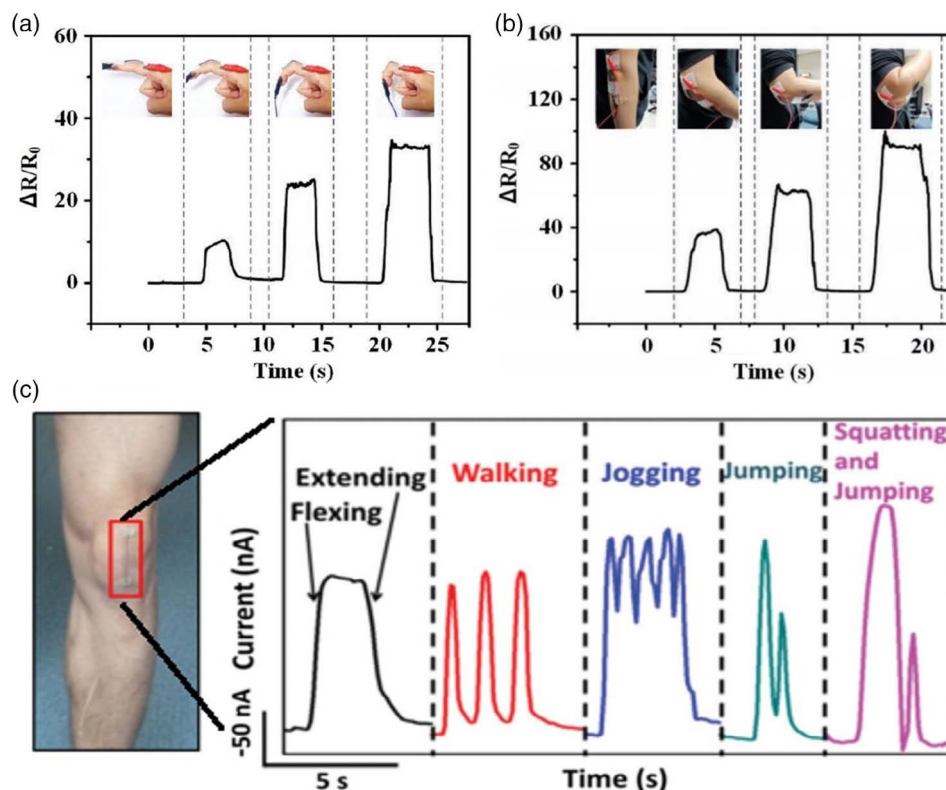 (a)
60
40
20
0
ΔR/R₀
0 5 10 15 20 25
Time (s)
(b)
160
120
80
40
0
ΔR/R₀
0 5 10 15 20
Time (s)
(c)
Extending
Flexing
Walking
Jogging
Jumping
Squatting
and
Jumping
Current (nA)
-50 nA
5 s
Time (s)